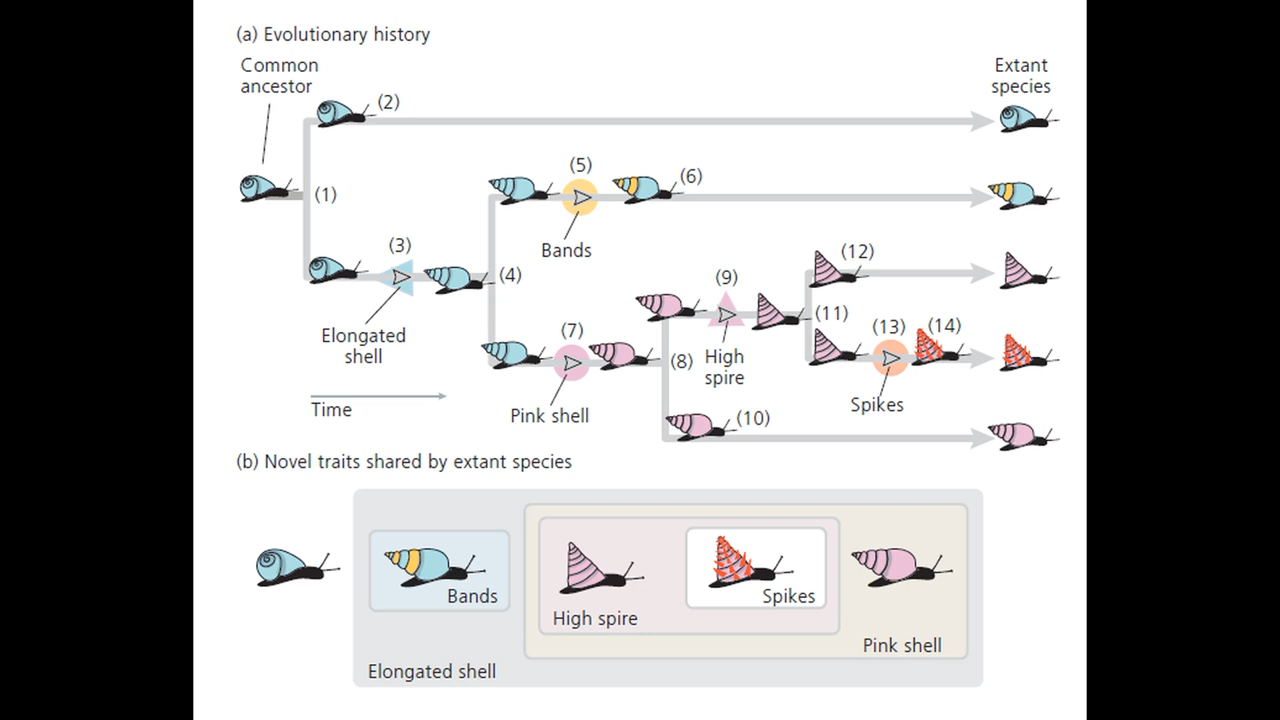 (a) Evolutionary history
Common
ancestor
Extant
species
(2)
(1)
(5)
(6)
Bands
(3)
(4)
Elongated
shell
(12)
(9)
(11)
(13)
(14)
(7)
(8)
High
spire
Spikes
Time
Pink shell
(10)
(b) Novel traits shared by extant species
Bands
Spikes
High spire
Pink shell
Elongated shell